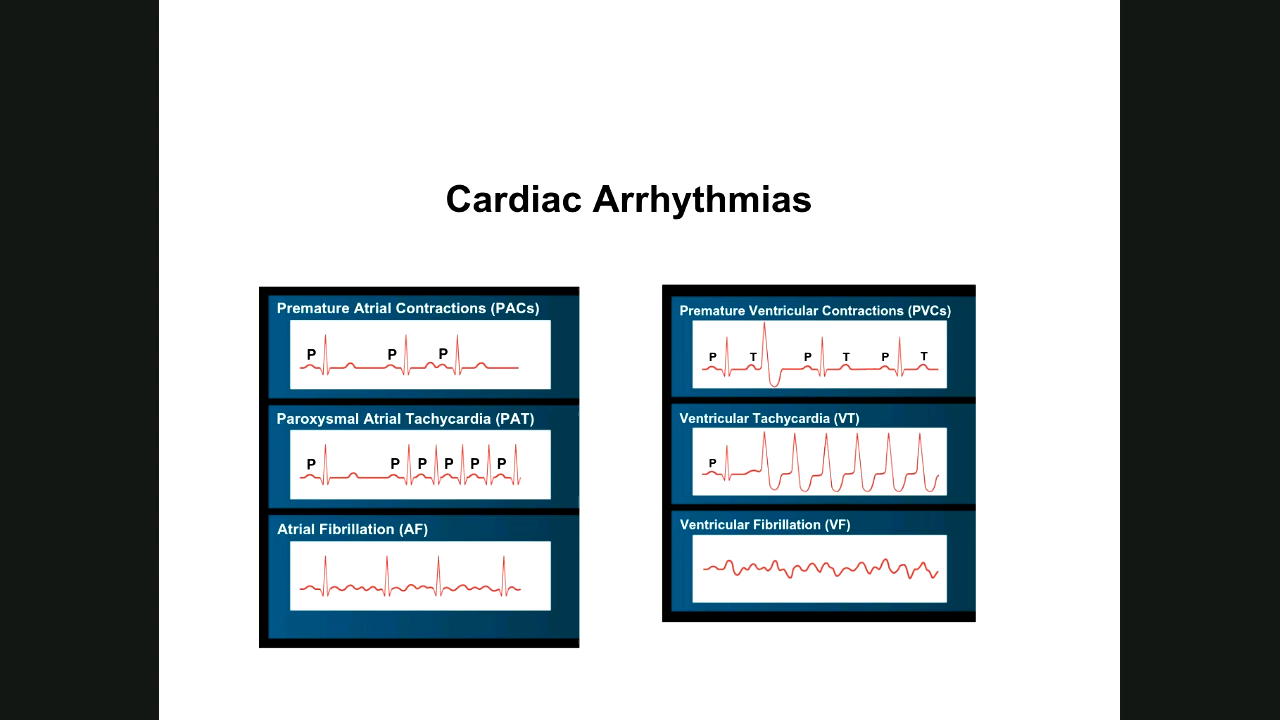 Cardiac Arrhythmias
Premature Atrial Contractions (PACs)
P P P
Paroxysmal Atrial Tachycardia (PAT)
P P P P P P
Atrial Fibrillation (AF)
Premature Ventricular Contractions (PVCs)
P T P T P T
Ventricular Tachycardia (VT)
P
Ventricular Fibrillation (VF)